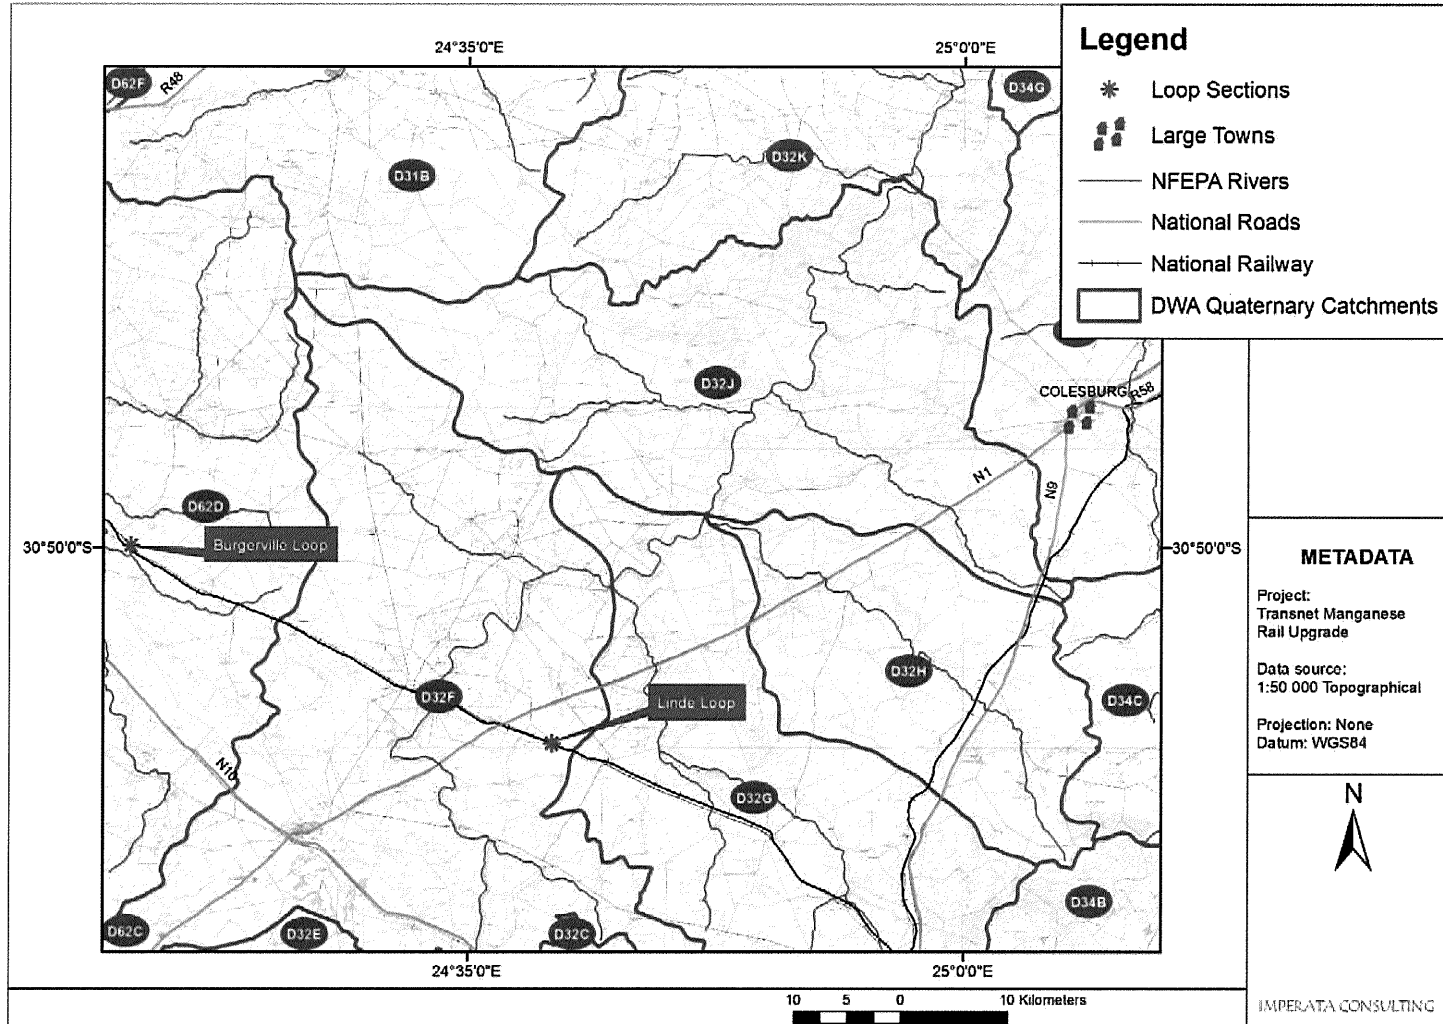 24°35'0"E
25°0'0"E
Legend
Loop Sections
Large Towns
NFEPA Rivers
National Roads
National Railway
DWA Quaternary Catchments
D62F
R48
D34G
D32K
D31B
D32J
COLESBURG
R58
N1
N9
D62D
Burgerville Loop
30°50'0"S
30°50'0"S
D32H
D32F
Linde Loop
D34C
N10
D32G
D34B
D62C
D32E
D32C
24°35'0"E
25°0'0"E
METADATA
Project:
Transnet Manganese
Rail Upgrade
Data source:
1:50 000 Topographical
Projection: None
Datum: WGS84
N
10 5 0 10 Kilometers
IMPERATA CONSULTING